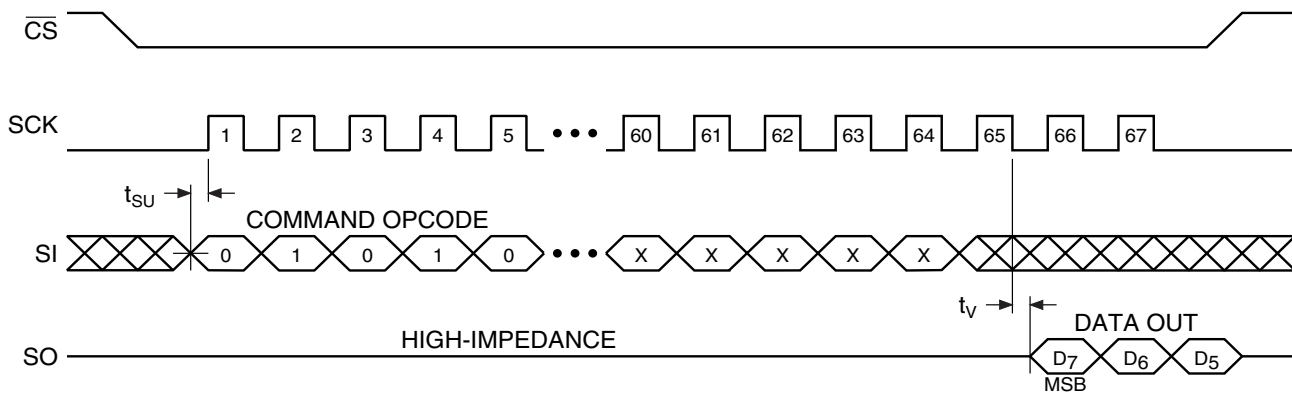 CS
SCK
1 2 3 4 5 ••• 60 61 62 63 64 65 66 67
tSU
COMMAND OPCODE
SI
0 1 0 1 0 ••• X X X X X
tV
HIGH-IMPEDANCE
DATA OUT
SO
D7 D6 D5
MSB